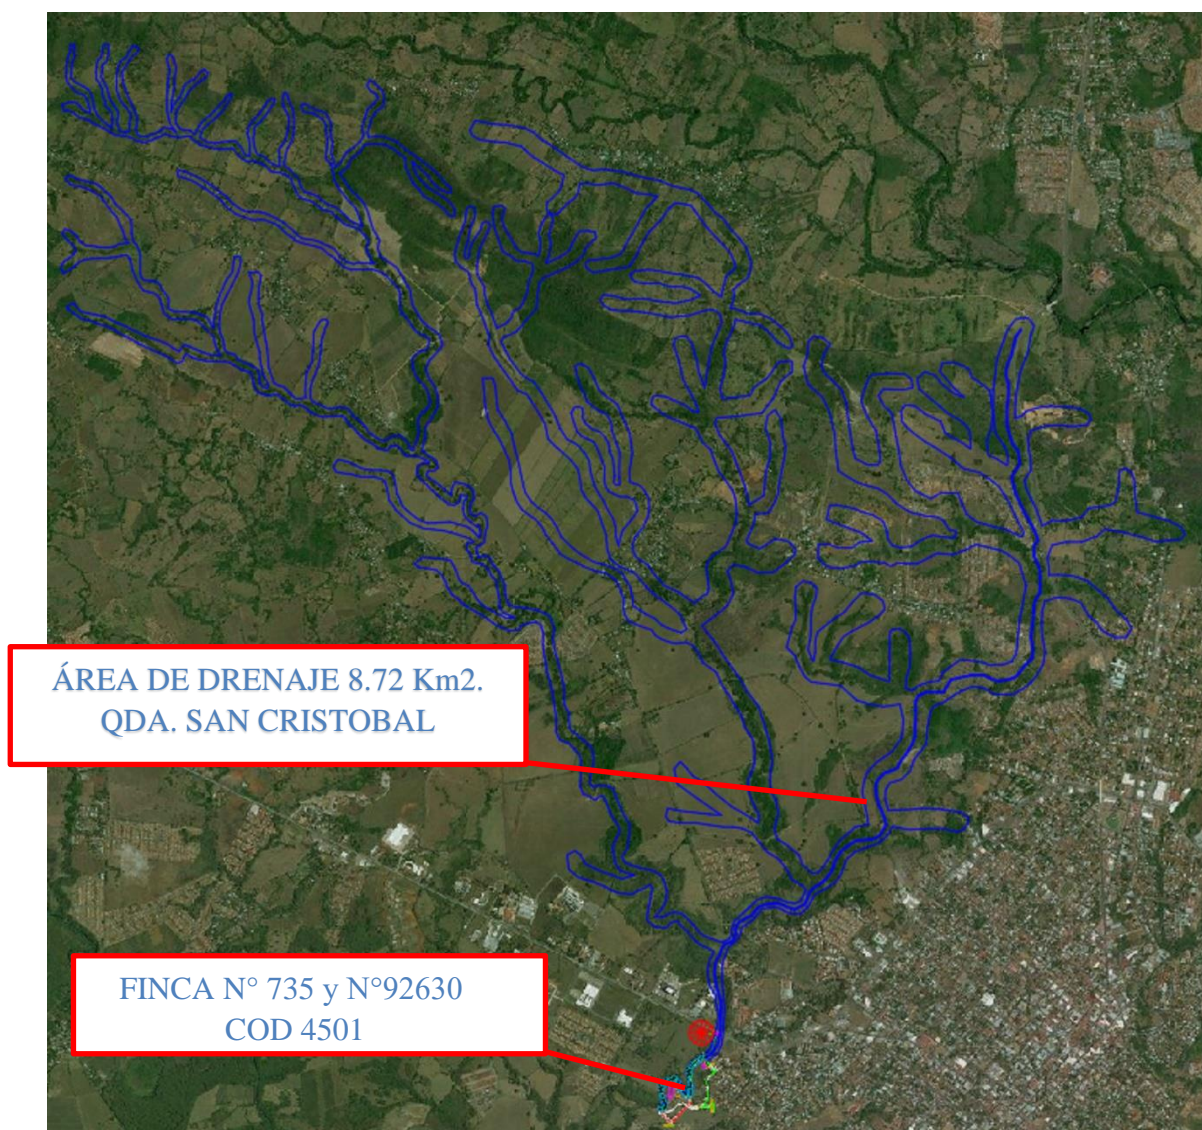 ÁREA DE DRENAJE 8.72 Km2.
QDA. SAN CRISTOBAL
FINCA N° 735 y N°92630
COD 4501